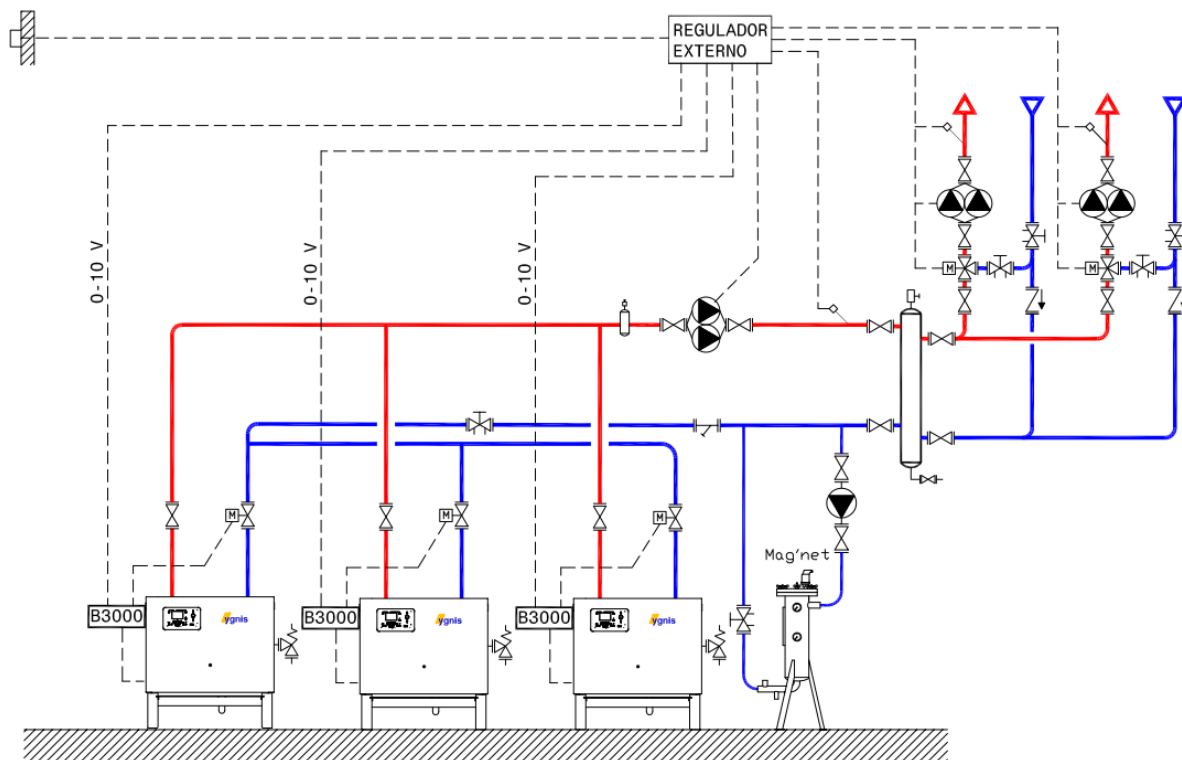 REGULADOR
EXTERNO
0-10 V
0-10 V
0-10 V
M
M
M
M
M
Mag'net
B3000
ygnis
B3000
ygnis
B3000
ygnis